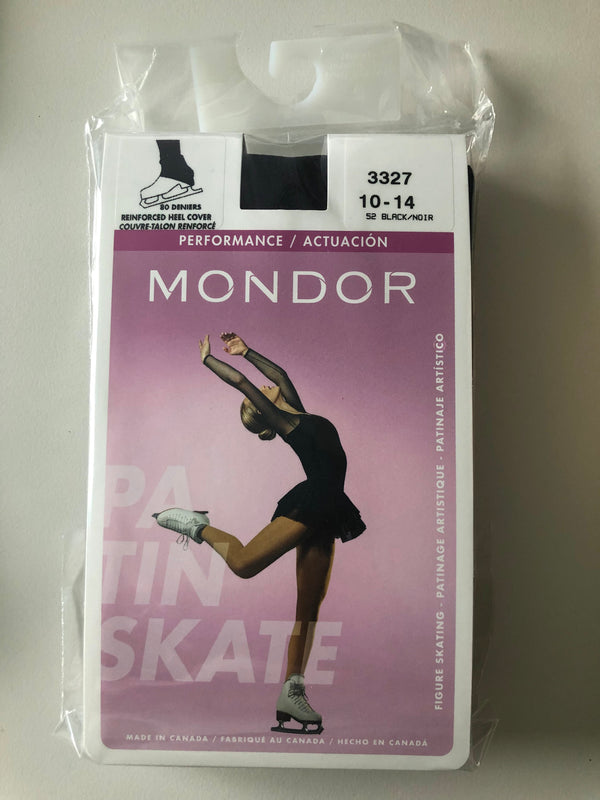 80 DENIERS
REINFORCED HEEL COVER
COUVRE-TALON RENFORCÉ
3327
10-14
52 BLACK/NOIR
PERFORMANCE / ACTUACIÓN
MONDOR
PA
TIN
SKATE
FIGURE SKATING - PATINAGE ARTISTIQUE - PATINAJE ARTÍSTICO
MADE IN CANADA / FABRIQUÉ AU CANADA / HECHO EN CANADÁ